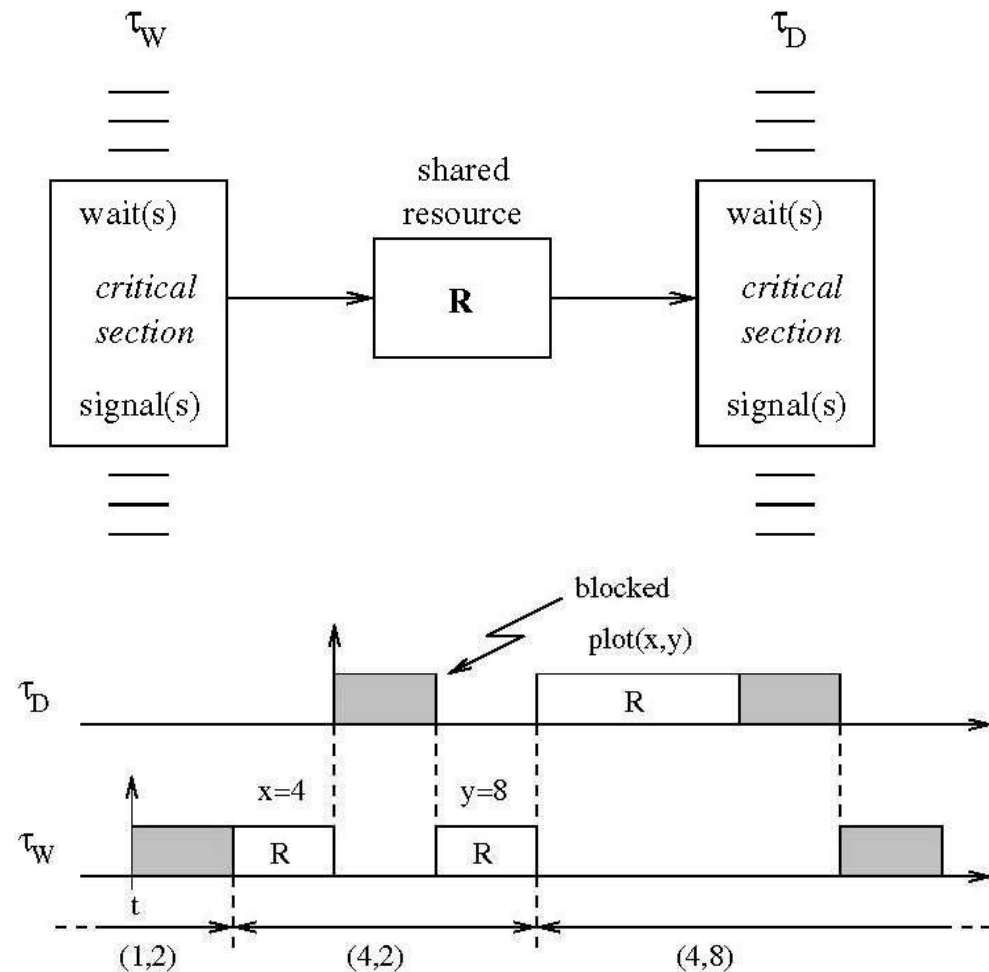 τW
τD
shared
resource
wait(s)
critical
section
signal(s)
R
wait(s)
critical
section
signal(s)
blocked
plot(x,y)
τD
R
x=4
y=8
τW
R
R
t
(1,2)
(4,2)
(4,8)